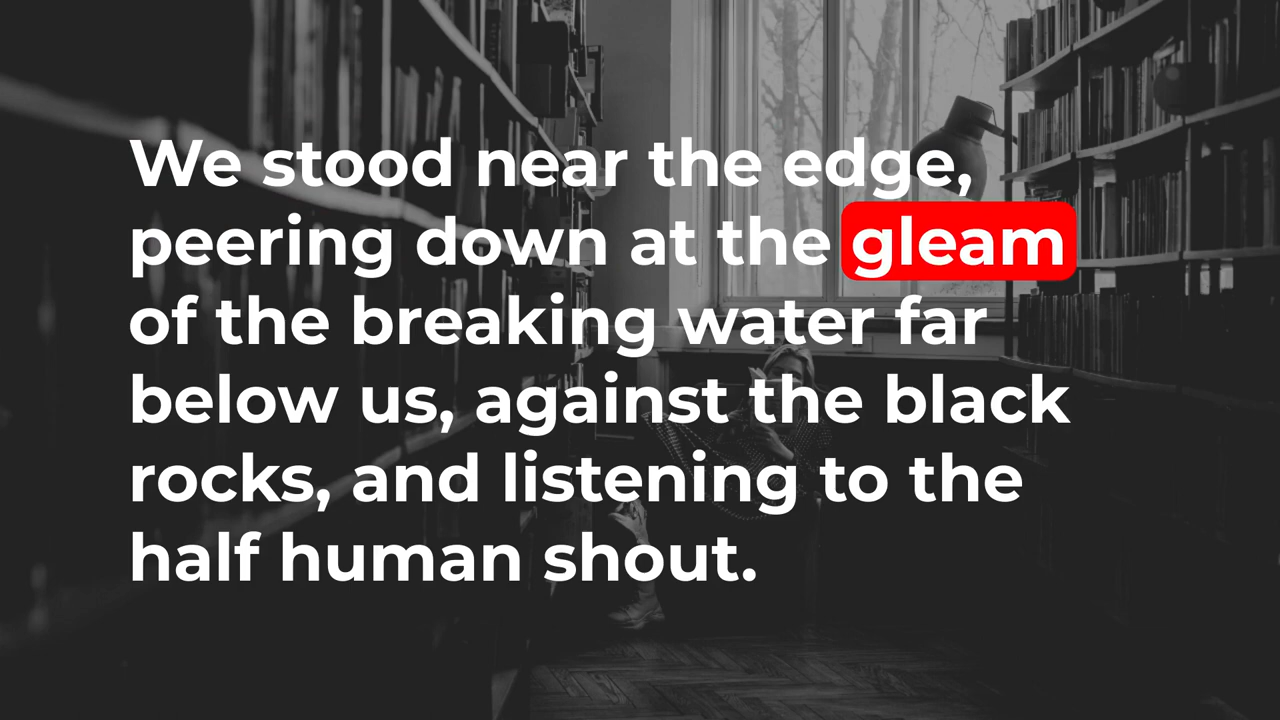 We stood near the edge,
peering down at the gleam
of the breaking water far
below us, against the black
rocks, and listening to the
half human shout.